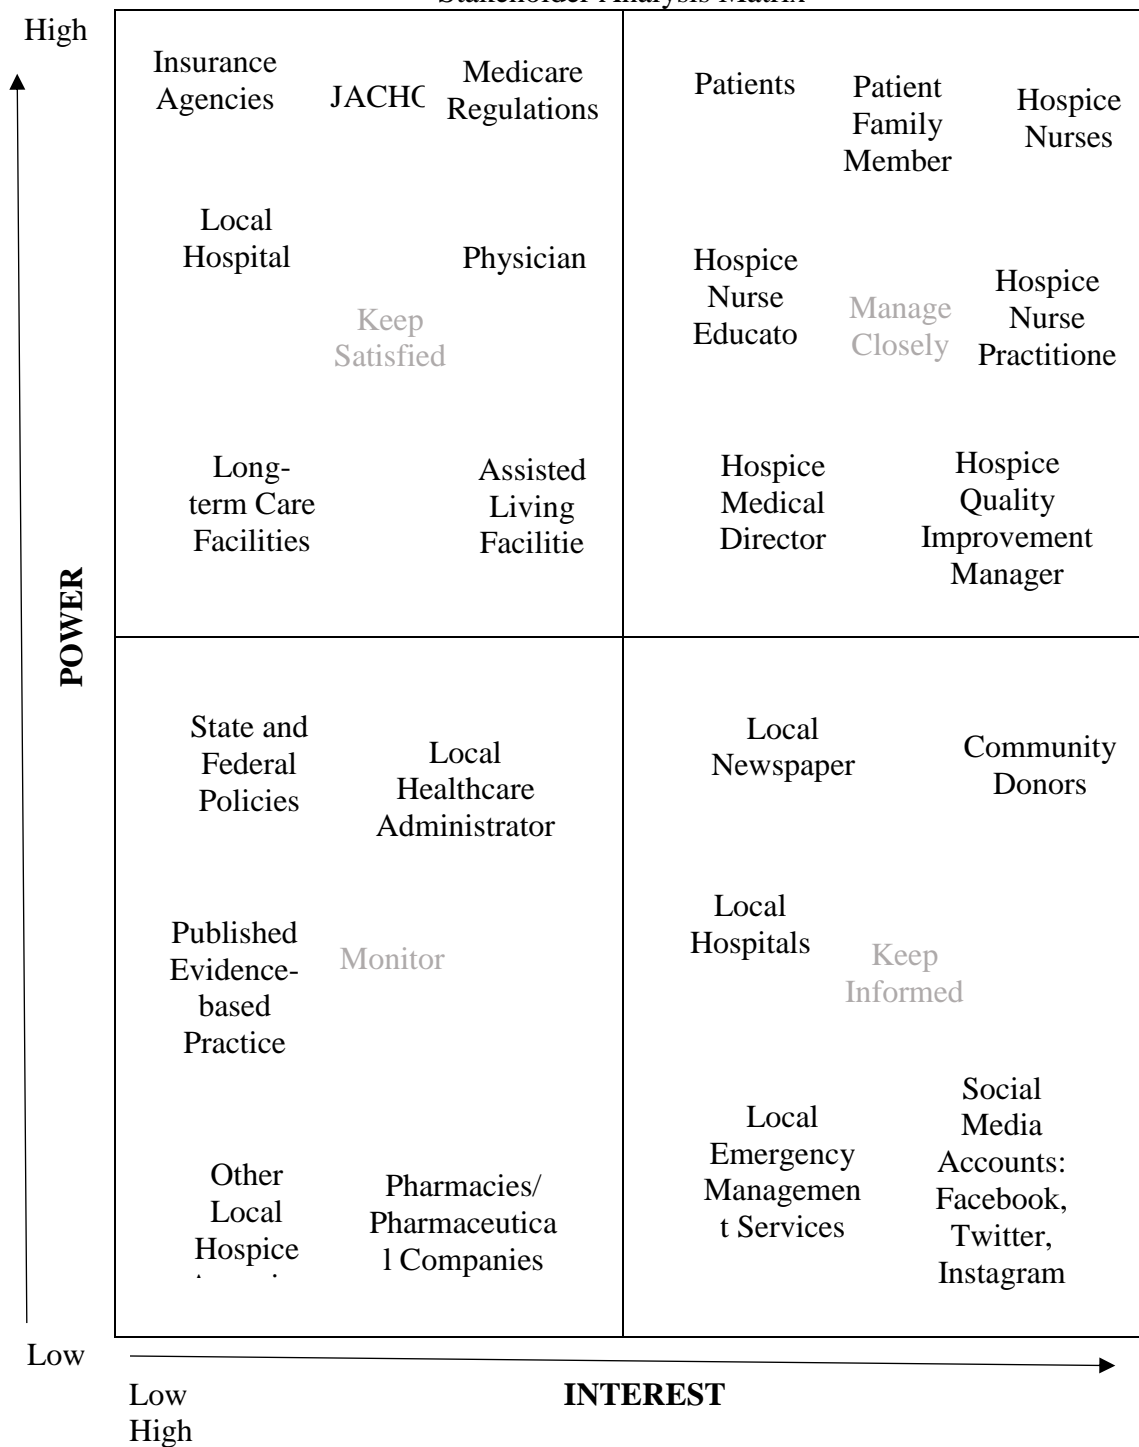 Stakeholder Analysis Matrix
High
Insurance
Agencies
JACHC
Medicare
Regulations
Patients
Patient
Family
Member
Hospice
Nurses
Local
Hospital
Physician
Keep
Satisfied
Hospice
Nurse
Educato
Manage
Closely
Hospice
Nurse
Practitione
Long-
term Care
Facilities
Assisted
Living
Facilitie
Hospice
Medical
Director
Hospice
Quality
Improvement
Manager
POWER
State and
Federal
Policies
Local
Healthcare
Administrator
Local
Newspaper
Community
Donors
Published
Evidence-
based
Practice
Monitor
Local
Hospitals
Keep
Informed
Other
Local
Hospice
Pharmacies/
Pharmaceutica
l Companies
Local
Emergency
Managemen
t Services
Social
Media
Accounts:
Facebook,
Twitter,
Instagram
Low
Low
High
INTEREST